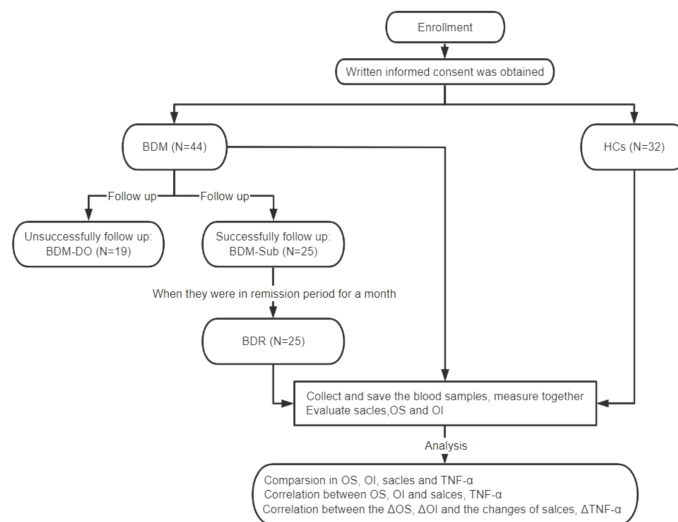 Enrollment
Written informed consent was obtained
BDM (N=44)
HCs (N=32)
Follow up
Follow up
Unsuccessfully follow up:
BDM-DO (N=19)
Successfully follow up:
BDM-Sub (N=25)
When they were in remission period for a month
BDR (N=25)
Collect and save the blood samples, measure together
Evaluate sacles,OS and OI
Analysis
Comparsion in OS, OI, sacles and TNF-α
Correlation between OS, OI and salces, TNF-α
Correlation between the ΔOS, ΔOI and the changes of salces, ΔTNF-α